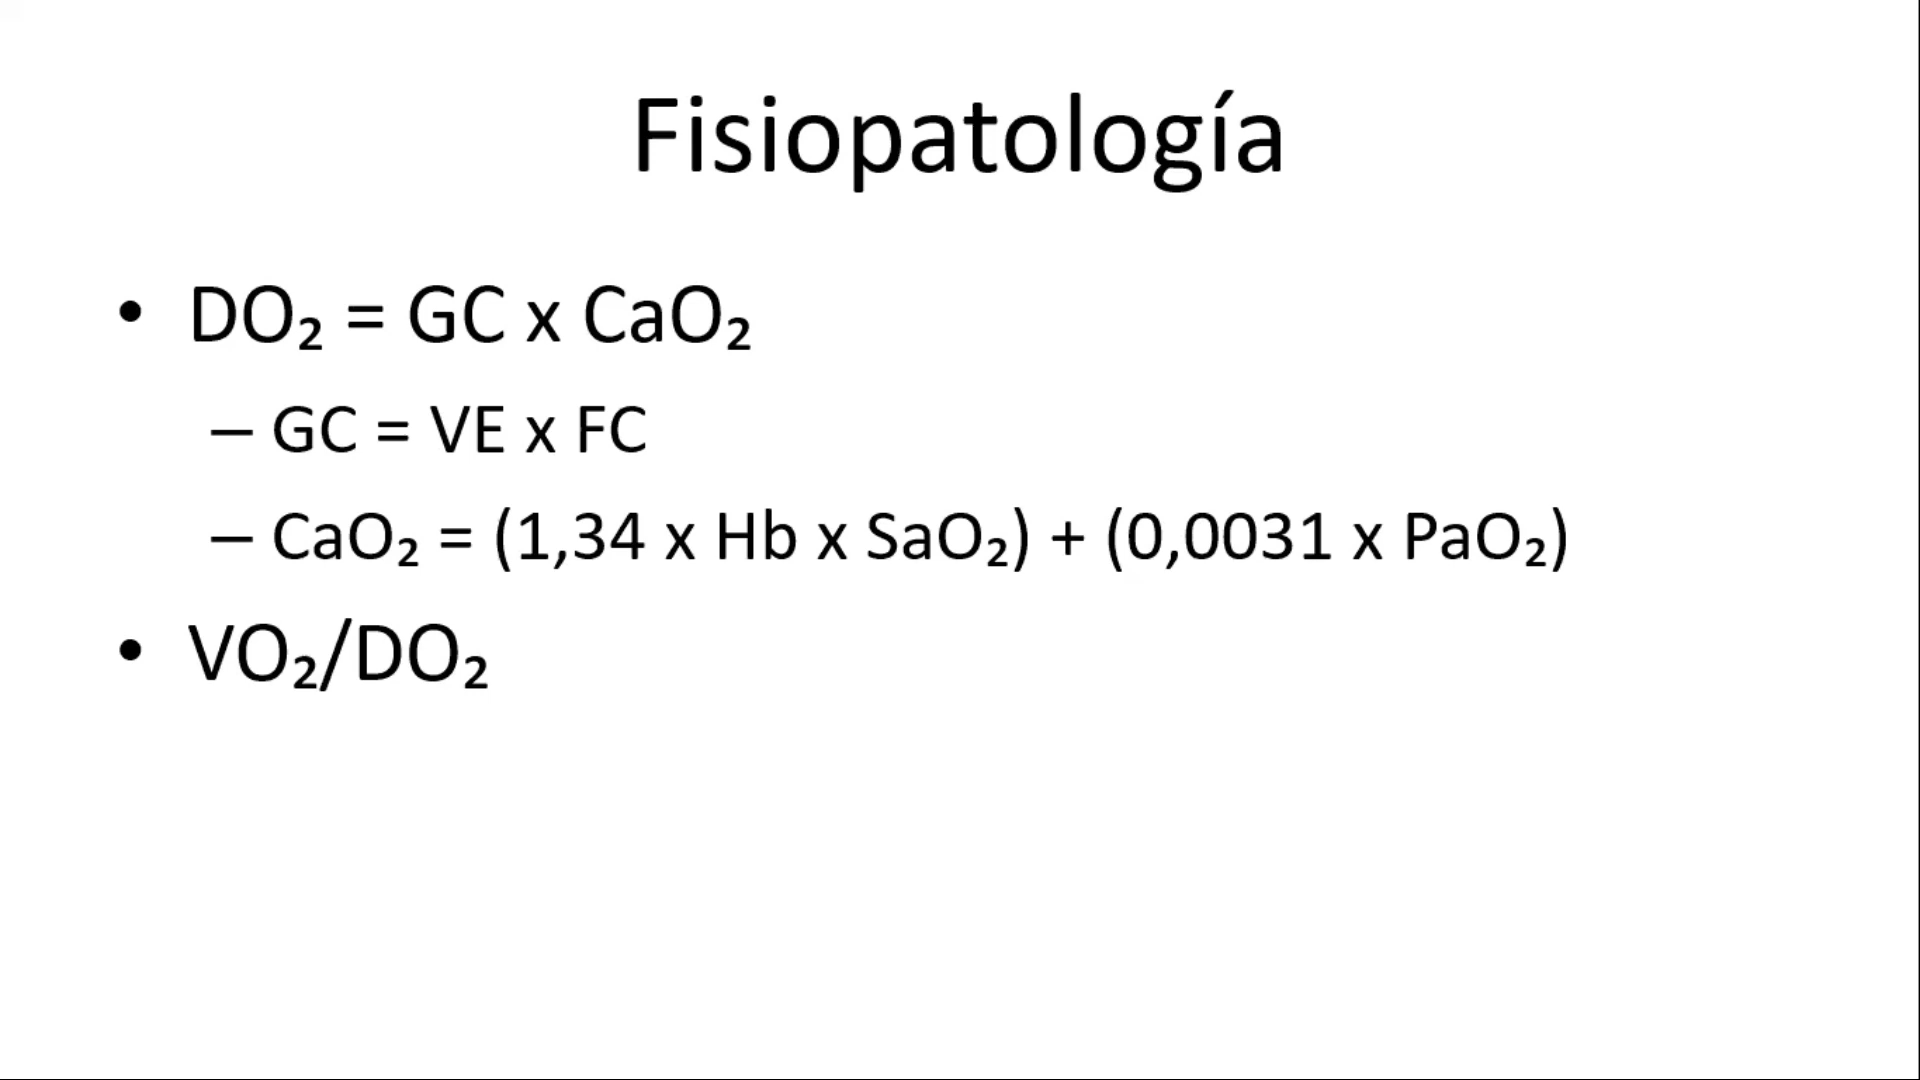 Fisiopatología
• DO₂ = GC x CaO₂
– GC = VE x FC
– CaO₂ = (1,34 x Hb x SaO₂) + (0,0031 x PaO₂)
• VO₂/DO₂